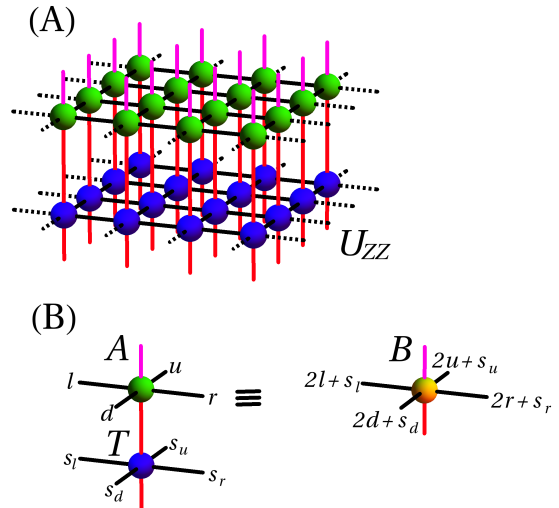 (A)
U_ZZ
(B)
A
u
l
r
d
T
s_u
s_l
s_r
s_d
≡
B
2u+s_u
2l+s_l
2r+s_r
2d+s_d